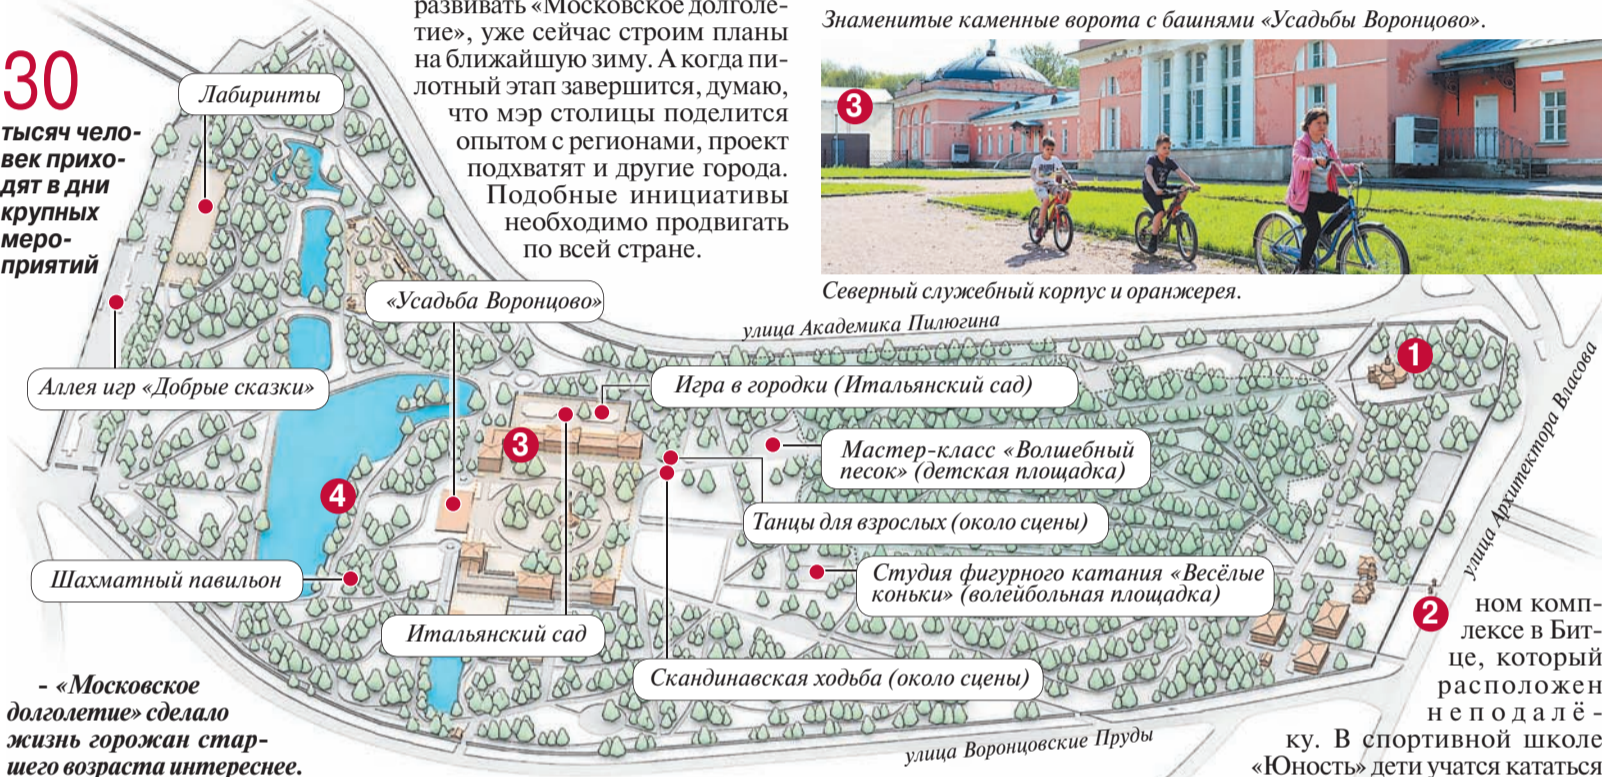 развивать «Московское долголе-
тие», уже сейчас строим планы
на ближайшую зиму. А когда пи-
лотный этап завершится, думаю,
что мэр столицы поделится
опытом с регионами, проект
подхватят и другие города.
Подобные инициативы
необходимо продвигать
по всей стране.
Знаменитые каменные ворота с башнями «Усадьбы Воронцово».
3
Северный служебный корпус и оранжерея.
30
тысяч чело-
век прихо-
дят в дни
крупных
меро-
приятий
Лабиринты
«Усадьба Воронцово»
улица Академика Пилюгина
1
улица Архитектора Власова
Аллея игр «Добрые сказки»
Игра в городки (Итальянский сад)
3
Мастер-класс «Волшебный
песок» (детская площадка)
4
Танцы для взрослых (около сцены)
Шахматный павильон
Студия фигурного катания «Весёлые
коньки» (волейбольная площадка)
2
Итальянский сад
Скандинавская ходьба (около сцены)
улица Воронцовские Пруды
- «Московское
долголетие» сделало
жизнь горожан стар-
шего возраста интереснее.
ном комп-
лексе в Бит-
це, который
расположен
неподалё-
ку. В спортивной школе
«Юность» дети учатся кататься